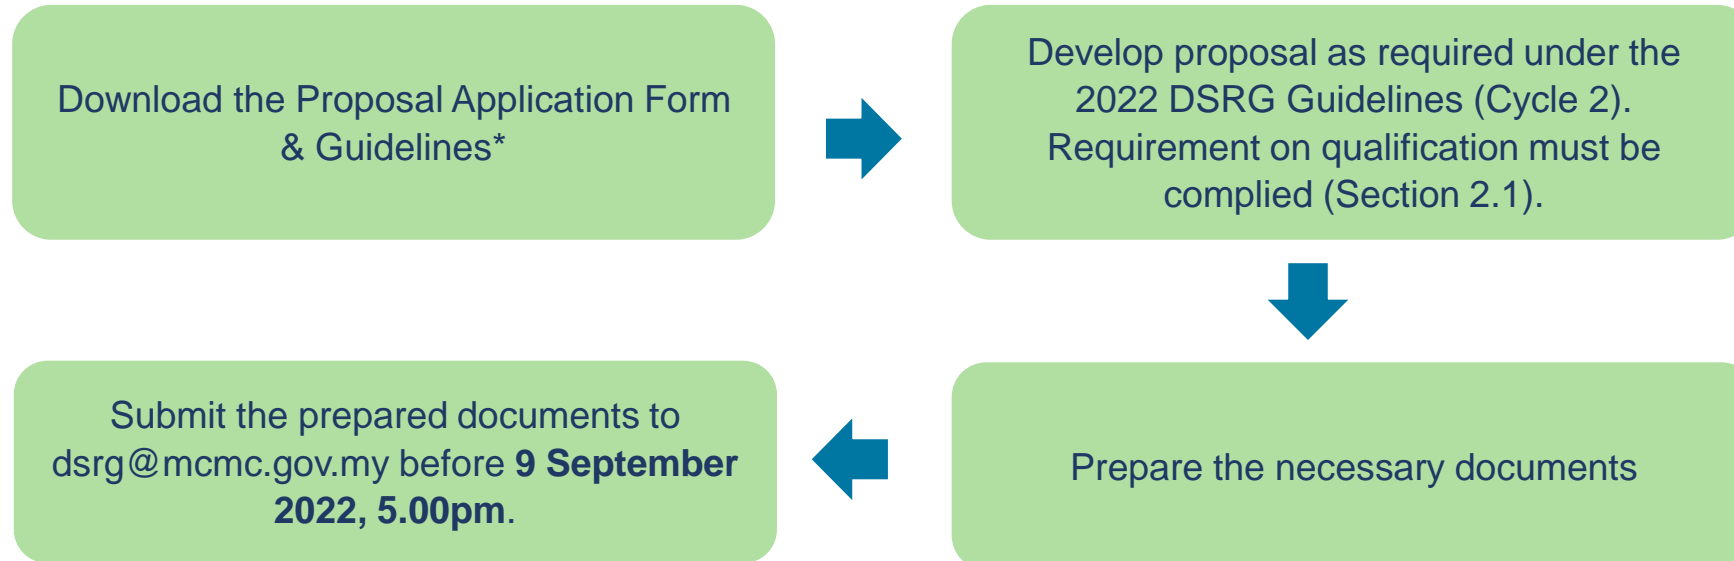 Download the Proposal Application Form
& Guidelines*
Develop proposal as required under the
2022 DSRG Guidelines (Cycle 2).
Requirement on qualification must be
complied (Section 2.1).
Prepare the necessary documents
Submit the prepared documents to
dsrg@mcmc.gov.my before 9 September
2022, 5.00pm.